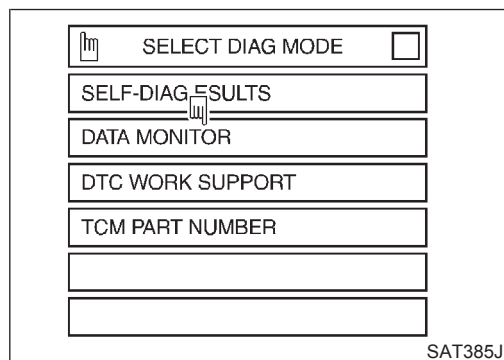 SELECT DIAG MODE
SELF-DIAG ESULTS
DATA MONITOR
DTC WORK SUPPORT
TCM PART NUMBER
SAT385J